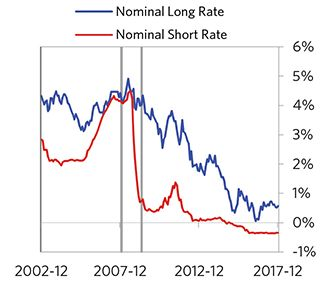 Nominal Long Rate
Nominal Short Rate
6%
5%
4%
3%
2%
1%
0%
-1%
2002-12 2007-12 2012-12 2017-12